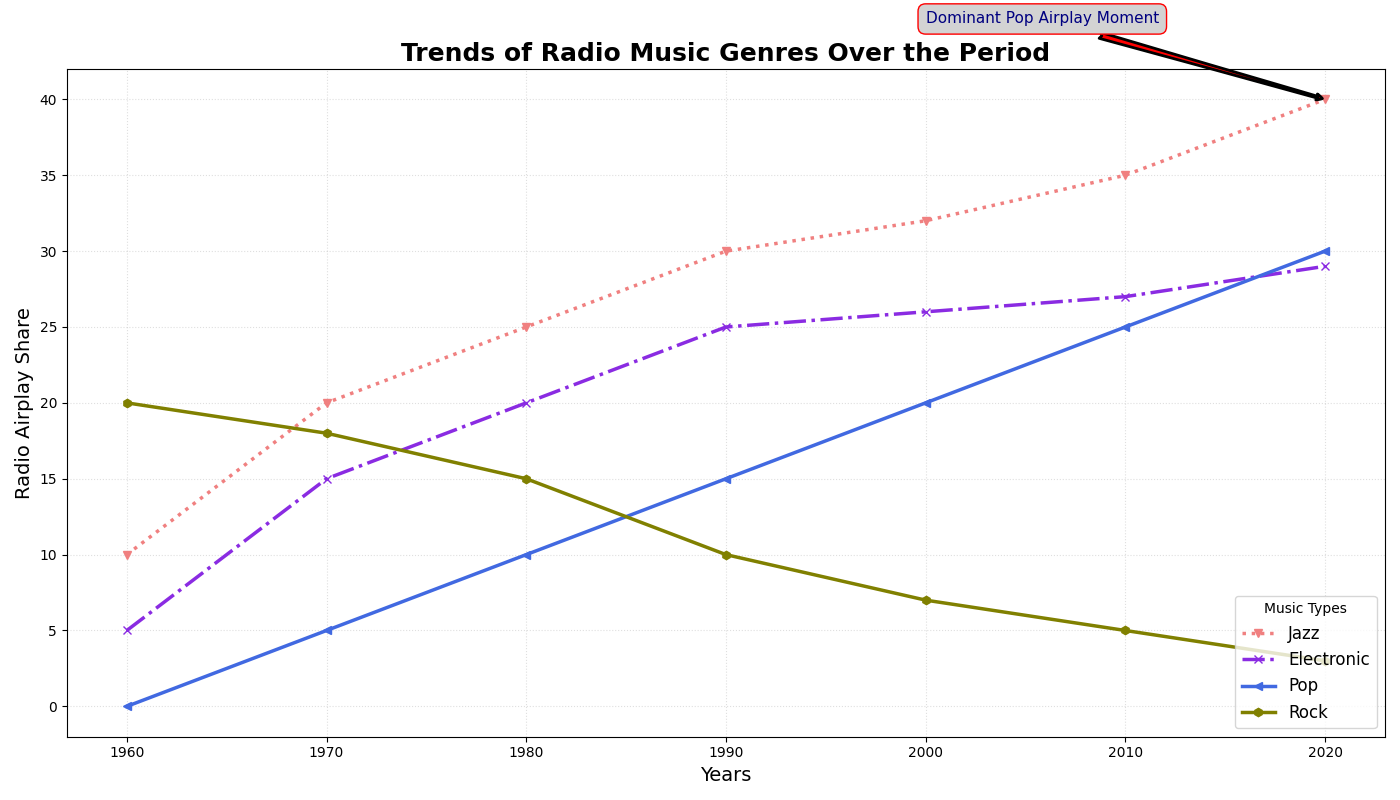 Dominant Pop Airplay Moment
Trends of Radio Music Genres Over the Period
Radio Airplay Share
40
35
30
25
20
15
10
5
0
Music Types
Jazz
Electronic
Pop
Rock
1960
1970
1980
1990
2000
2010
2020
Years